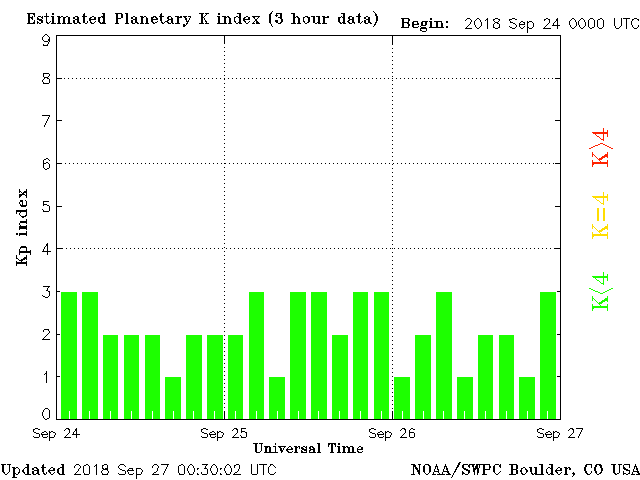 Estimated Planetary K index (3 hour data)
Begin: 2018 Sep 24 0000 UTC
9
8
7
6
5
4
3
2
1
0
Kp index
K>4
K=4
K<4
Sep 24
Sep 25
Sep 26
Sep 27
Universal Time
Updated 2018 Sep 27 00:30:02 UTC
NOAA/SWPC Boulder, CO USA